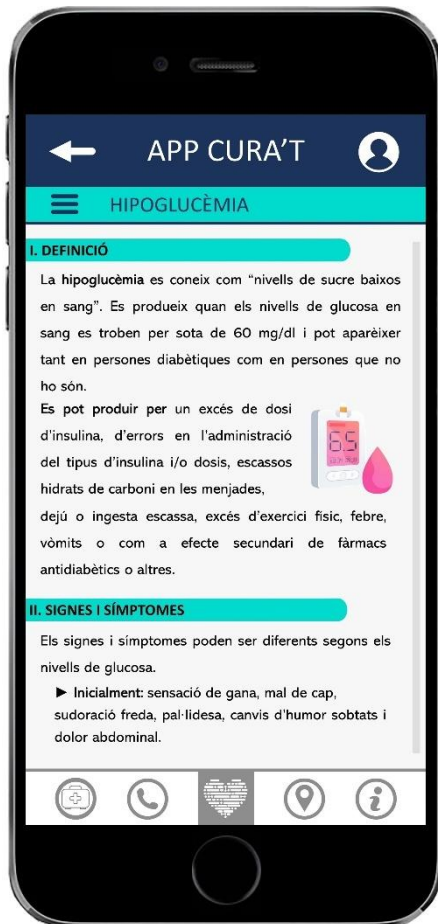 APP CURA'T
HIPOGLUCÈMIA
I. DEFINICIÓ
La hipoglucèmia es coneix com “nivells de sucre baixos
en sang”. Es produeix quan els nivells de glucosa en
sang es troben per sota de 60 mg/dl i pot aparèixer
tant en persones diabètiques com en persones que no
ho són.
Es pot produir per un excés de dosi
d'insulina, d'errors en l'administració
del tipus d'insulina i/o dosis, escassos
hidrats de carboni en les menjades,
65
dejú o ingesta escassa, excés d'exercici físic, febre,
vòmits o com a efecte secundari de fàrmacs
antidiabètics o altres.
II. SIGNES I SÍMPTOMES
Els signes i símptomes poden ser diferents segons els
nivells de glucosa.
► Inicialment: sensació de gana, mal de cap,
sudoració freda, pal·lidesa, canvis d'humor sobtats i
dolor abdominal.